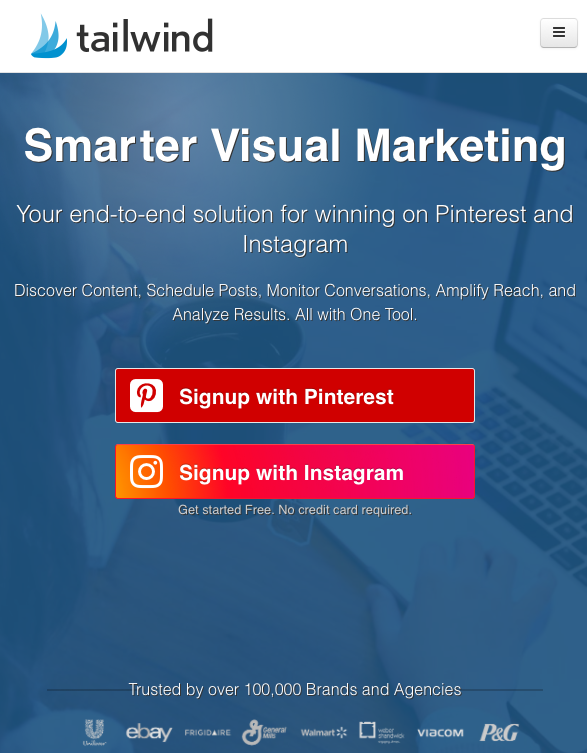 tailwind
Smarter Visual Marketing
Your end-to-end solution for winning on Pinterest and
Instagram
Discover Content, Schedule Posts, Monitor Conversations, Amplify Reach, and
Analyze Results. All with One Tool.
Signup with Pinterest
Signup with Instagram
Get started Free. No credit card required.
Trusted by over 100,000 Brands and Agencies
Unilever ebay FRIGIDAIRE General Mills Walmart weber shandwick VIACOM P&G